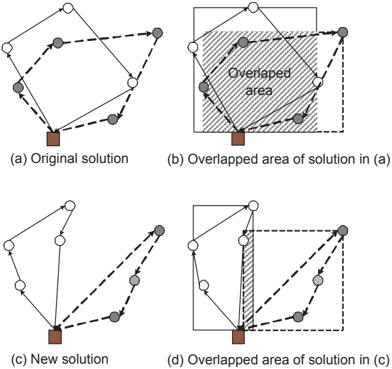 Overlaped
area
(a) Original solution
(b) Overlapped area of solution in (a)
(c) New solution
(d) Overlapped area of solution in (c)